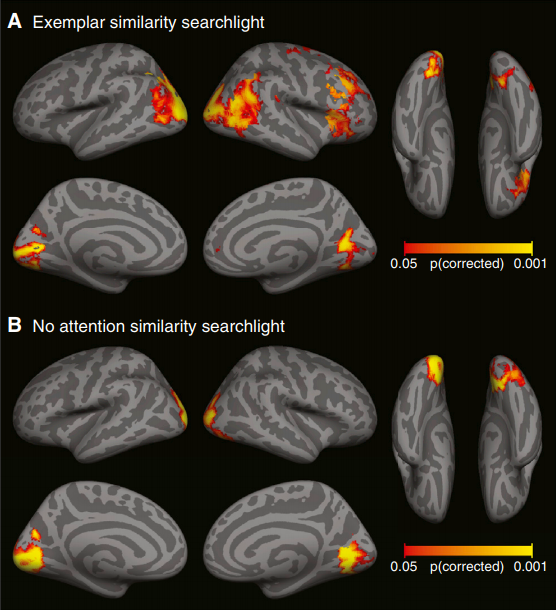 A Exemplar similarity searchlight
0.05 p(corrected) 0.001
B No attention similarity searchlight
0.05 p(corrected) 0.001